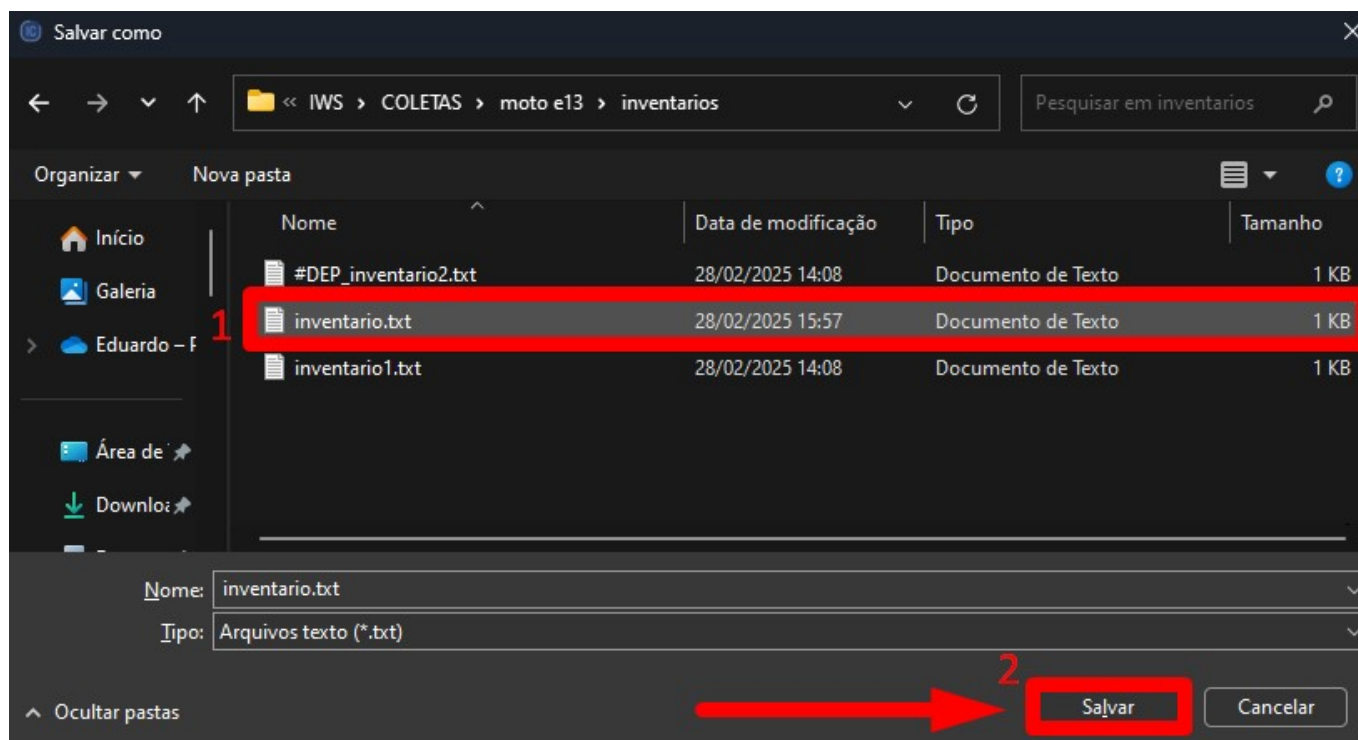 Salvar como
« IWS > COLETAS > moto e13 > inventarios
Pesquisar em inventarios
Organizar
Nova pasta
Nome Data de modificação Tipo Tamanho
Início
#DEP_inventario2.txt 28/02/2025 14:08 Documento de Texto 1 KB
Galeria
1
inventario.txt 28/02/2025 15:57 Documento de Texto 1 KB
Eduardo –
inventario1.txt 28/02/2025 14:08 Documento de Texto 1 KB
Área de
Nome: inventario.txt
Tipo: Arquivos texto (*.txt)
2
Ocultar pastas
Salvar
Cancelar